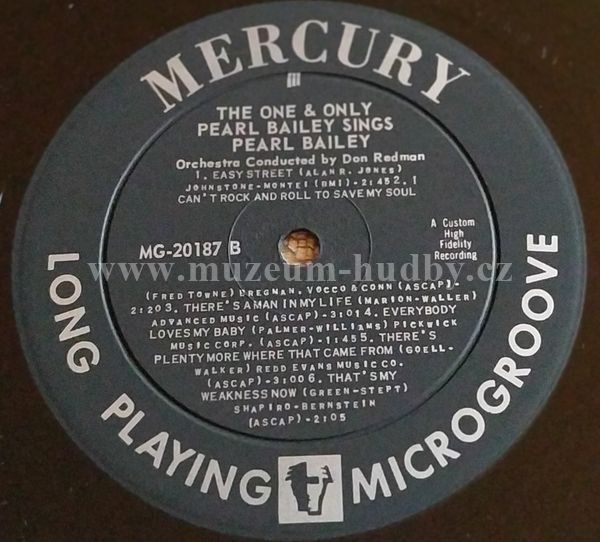 MERCURY
THE ONE & ONLY
PEARL BAILEY SINGS
PEARL BAILEY
Orchestra Conducted by Don Redman
1. EASY STREET (ALAN R. JONES)
JOHNSTONE-MONTEI (BMI)-2:45 2. I
CAN'T ROCK AND ROLL TO SAVE MY SOUL
MG-20187 B
A Custom
High
Fidelity
Recording
www.muzeum-hudby.cz
(FRED TOWNE) BREGMAN, VOCCO & CONN (ASCAP)-
2:20 3. THERE'S A MAN IN MY LIFE (MARION-WALLER)
ADVANCED MUSIC (ASCAP)-3:01 4. EVERYBODY
LOVES MY BABY (PALMER-WILLIAMS) PICKWICK
MUSIC CORP. (ASCAP)-1:45 5. THERE'S
PLENTY MORE WHERE THAT CAME FROM (GOELL-
WALKER) REDD EVANS MUSIC CO.
(ASCAP)-3:00 6. THAT'S MY
WEAKNESS NOW (GREEN-STEPT)
SHAPIRO-BERNSTEIN
(ASCAP)-2:05
LONG PLAYING MICROGROOVE